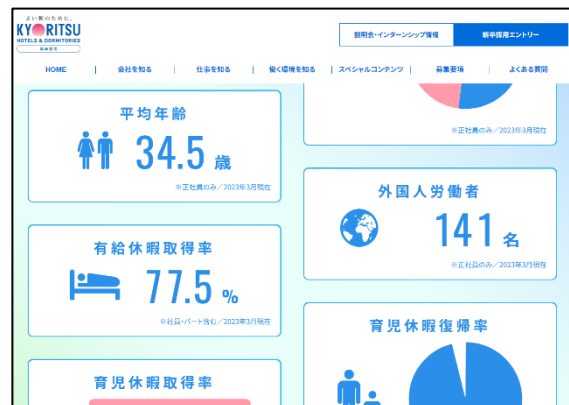 よい朝のために。
KYORITSU
HOTELS & DORMITORIES
説明会・インターンシップ情報
新卒採用エントリー
HOME
会社を知る
仕事を知る
働く環境を知る
スペシャルコンテンツ
募集要項
よくある質問
平均年齢
34.5 歳
※正社員のみ／2023年3月現在
※正社員のみ／2023年3月現在
外国人労働者
141 名
※正社員のみ／2023年3月現在
有給休暇取得率
77.5 %
※社員・パート含む／2023年3月現在
育児休暇復帰率
育児休暇取得率